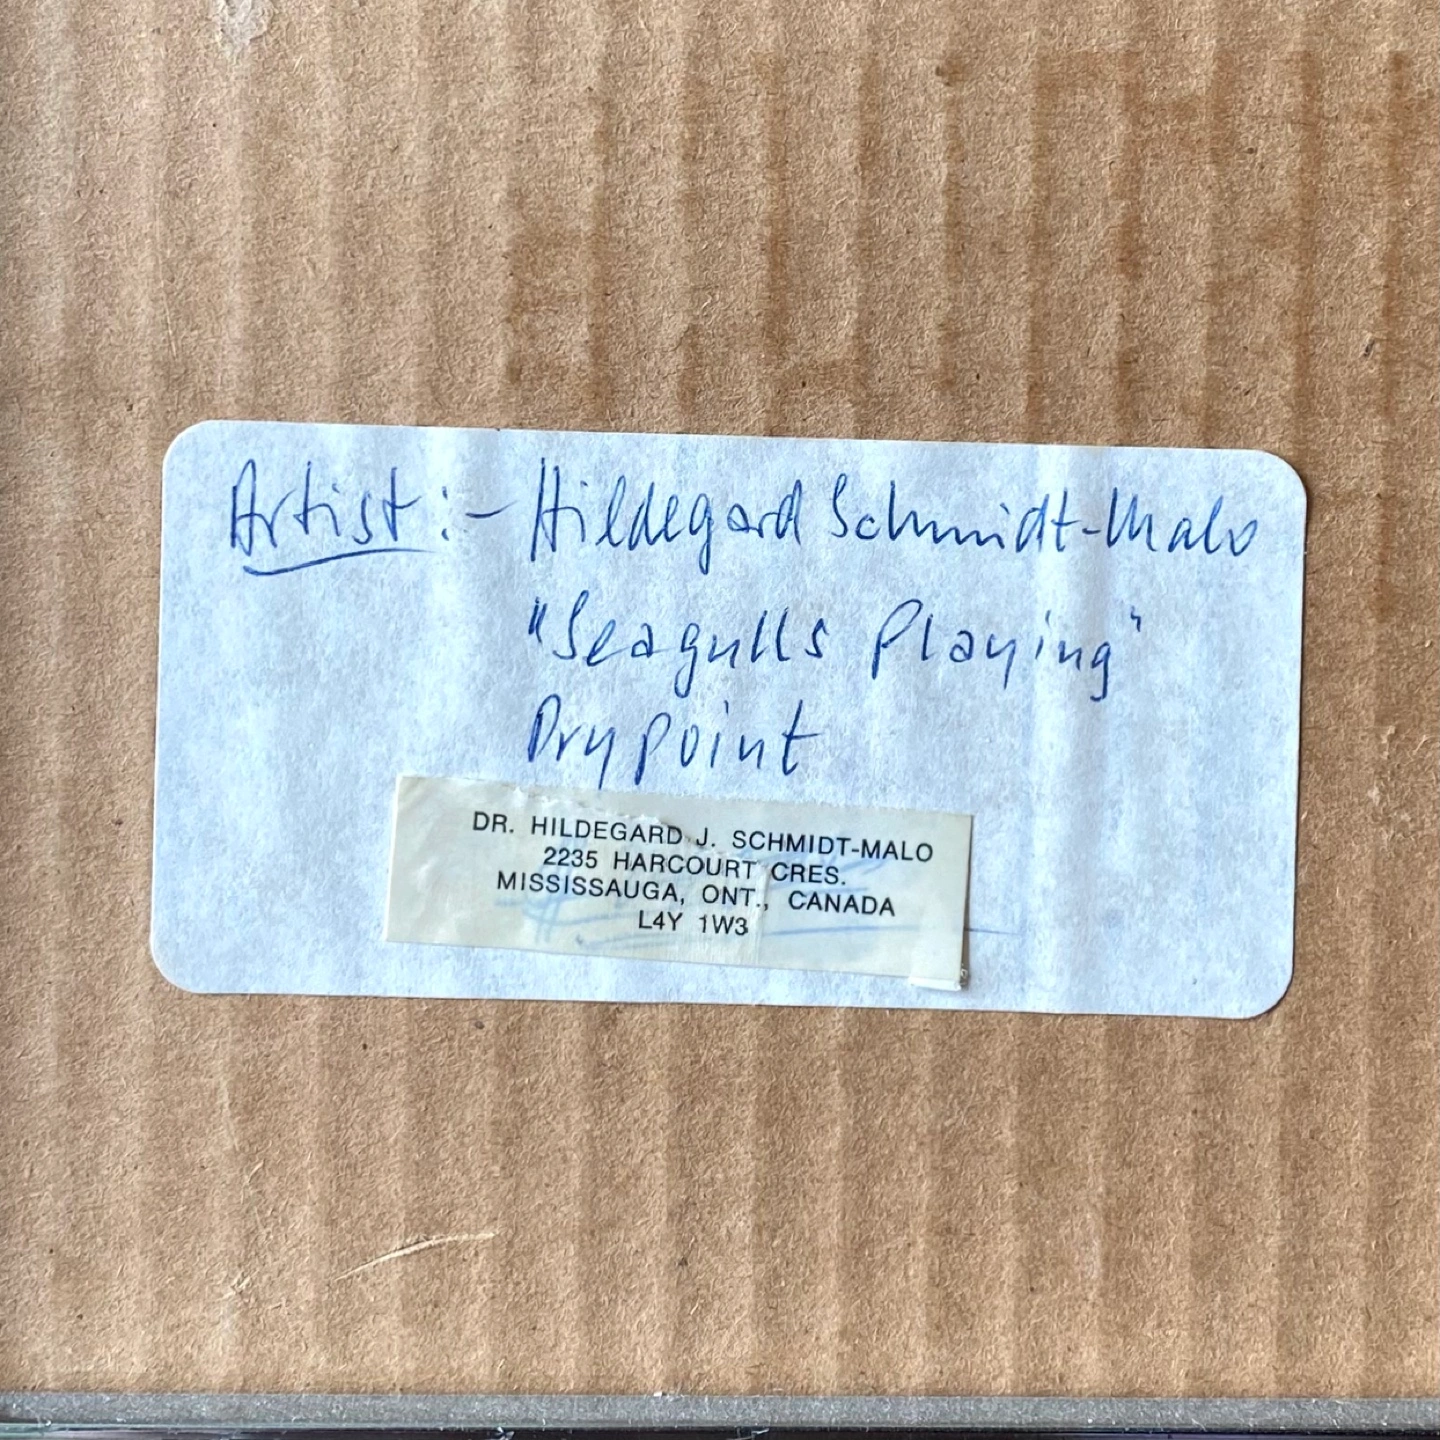 Artist:- Hildegard Schmidt-Malo
"Seagulls Playing"
Drypoint
DR. HILDEGARD J. SCHMIDT-MALO
2235 HARCOURT CRES.
MISSISSAUGA, ONT., CANADA
L4Y 1W3